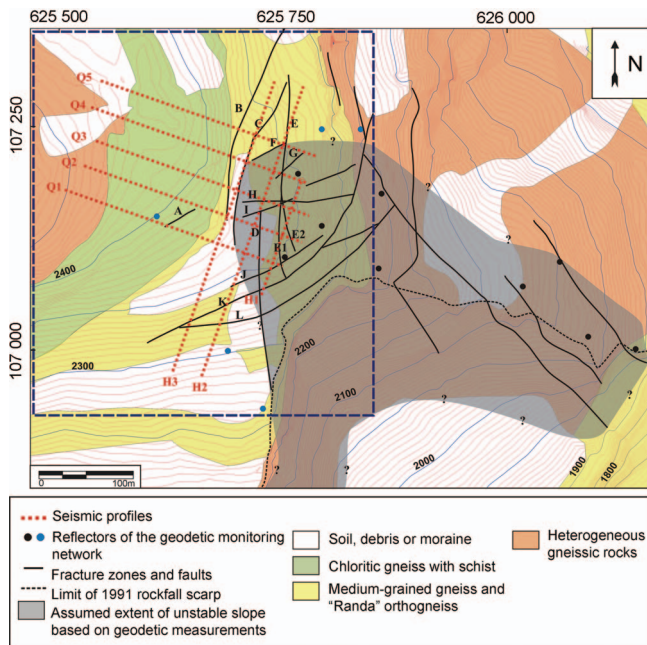 625 500 625 750 626 000
N
Q5
Q4
B
107 250
C E
Q3
F
?
G
Q2
?
Q1
H
A
I
D E2
?
E1
2400
J
K
H1
L
?
2200
2300
H3 H2
107 000
2100
?
?
?
?
2000
1900
1800
0 100m
Seismic profiles
Reflectors of the geodetic monitoring
network
Fracture zones and faults
Limit of 1991 rockfall scarp
Assumed extent of unstable slope
based on geodetic measurements
Soil, debris or moraine
Chloritic gneiss with schist
Medium-grained gneiss and
"Randa" orthogneiss
Heterogeneous
gneissic rocks